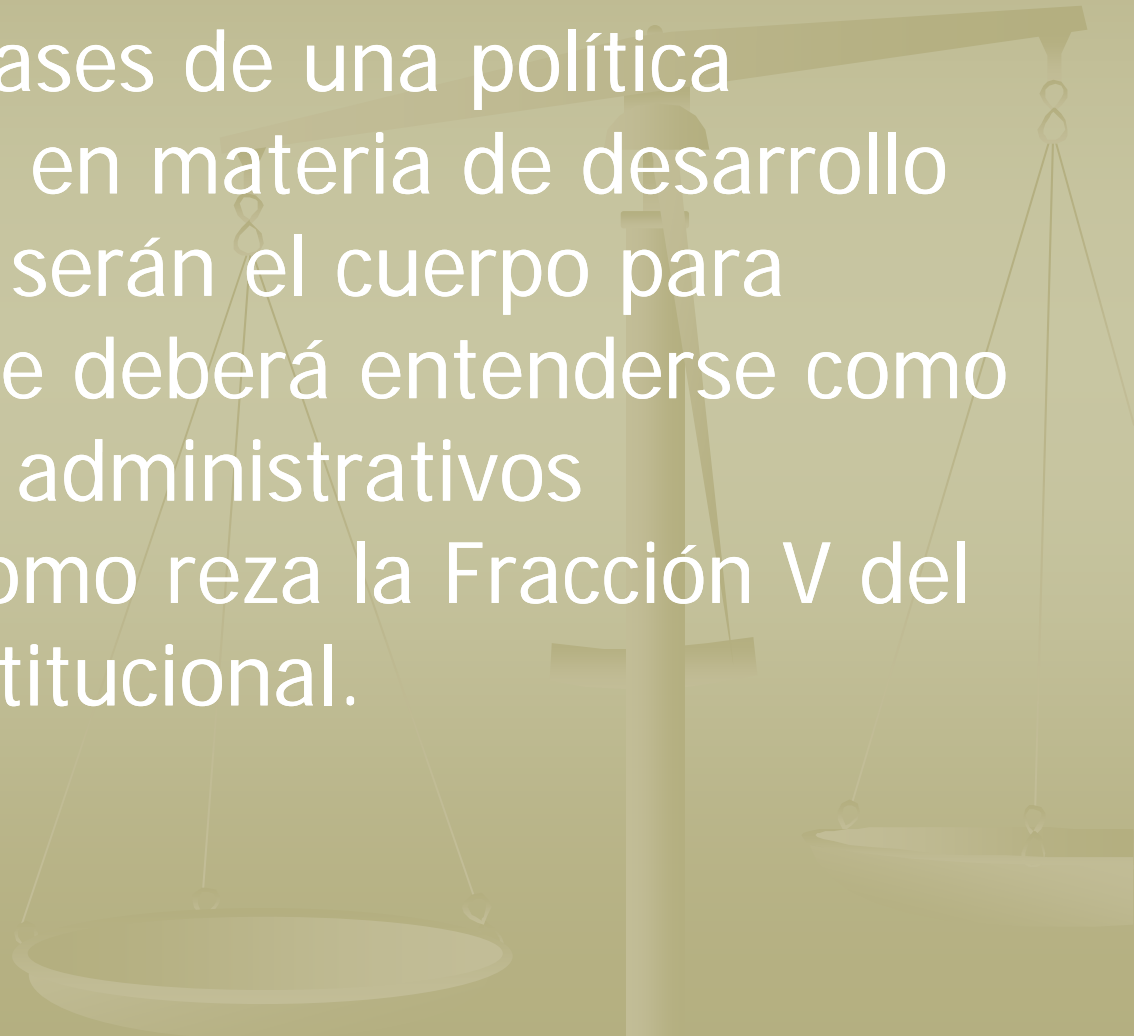 ases de una política
en materia de desarrollo
serán el cuerpo para
e deberá entenderse como
administrativos
omo reza la Fracción V del
titucional.